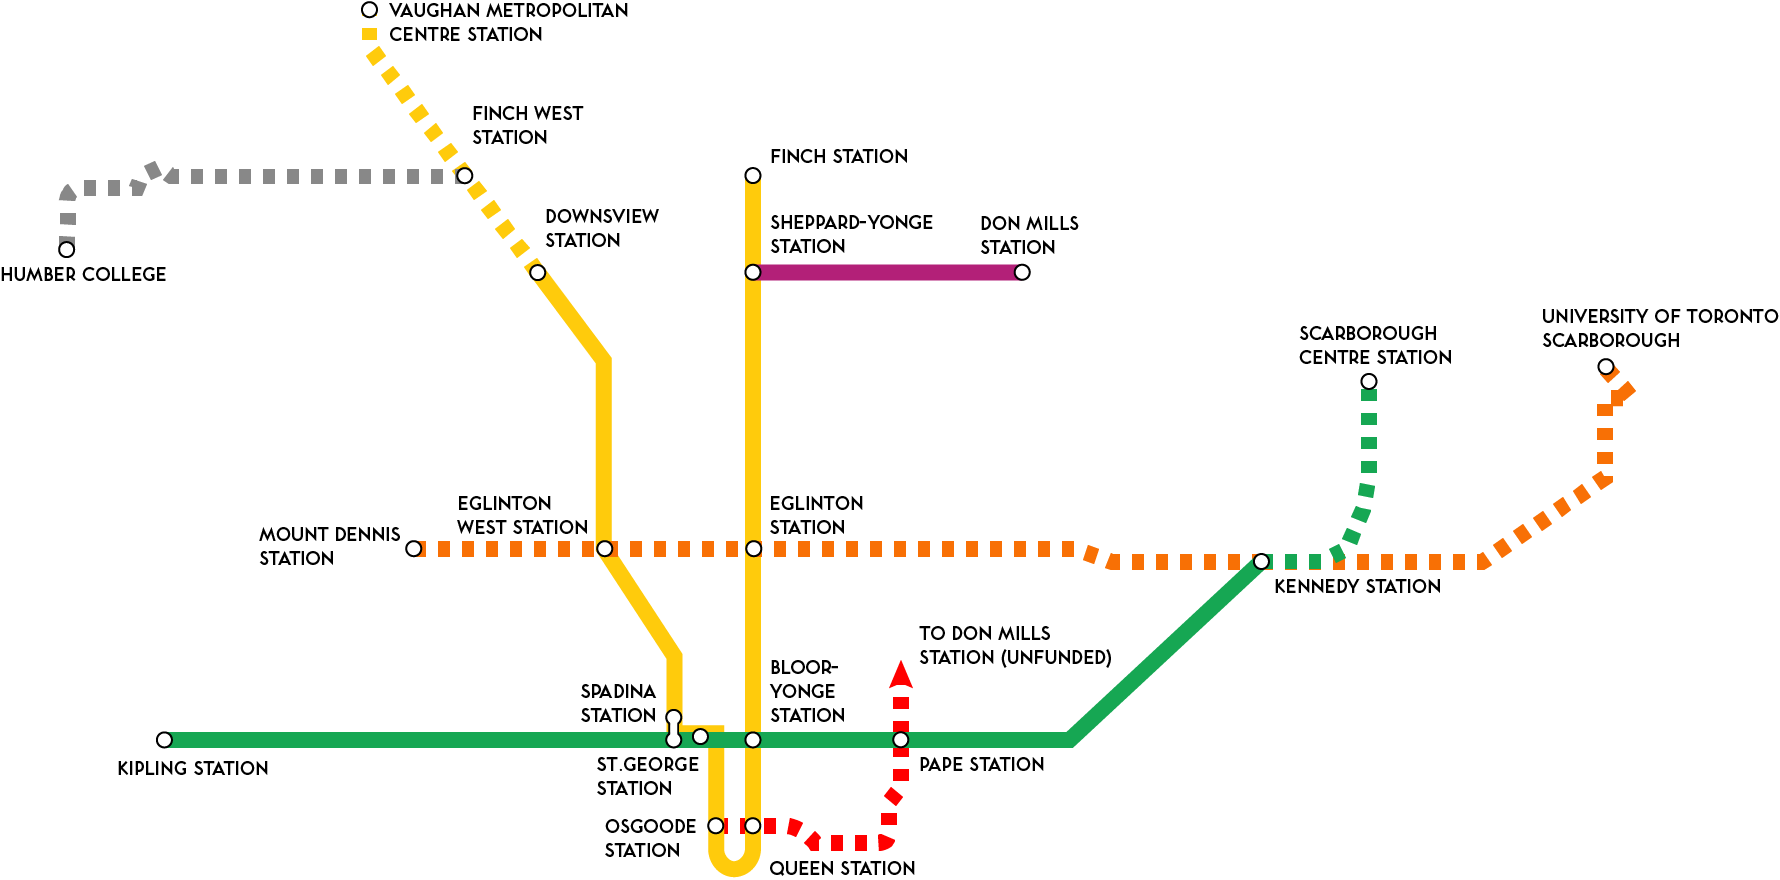 VAUGHAN METROPOLITAN
CENTRE STATION
FINCH WEST
STATION
FINCH STATION
DOWNSVIEW
STATION
SHEPPARD-YONGE
STATION
DON MILLS
STATION
HUMBER COLLEGE
UNIVERSITY OF TORONTO
SCARBOROUGH
SCARBOROUGH
CENTRE STATION
EGLINTON
WEST STATION
EGLINTON
STATION
MOUNT DENNIS
STATION
KENNEDY STATION
TO DON MILLS
STATION (UNFUNDED)
BLOOR-
YONGE
STATION
SPADINA
STATION
KIPLING STATION
ST.GEORGE
STATION
PAPE STATION
OSGOODE
STATION
QUEEN STATION